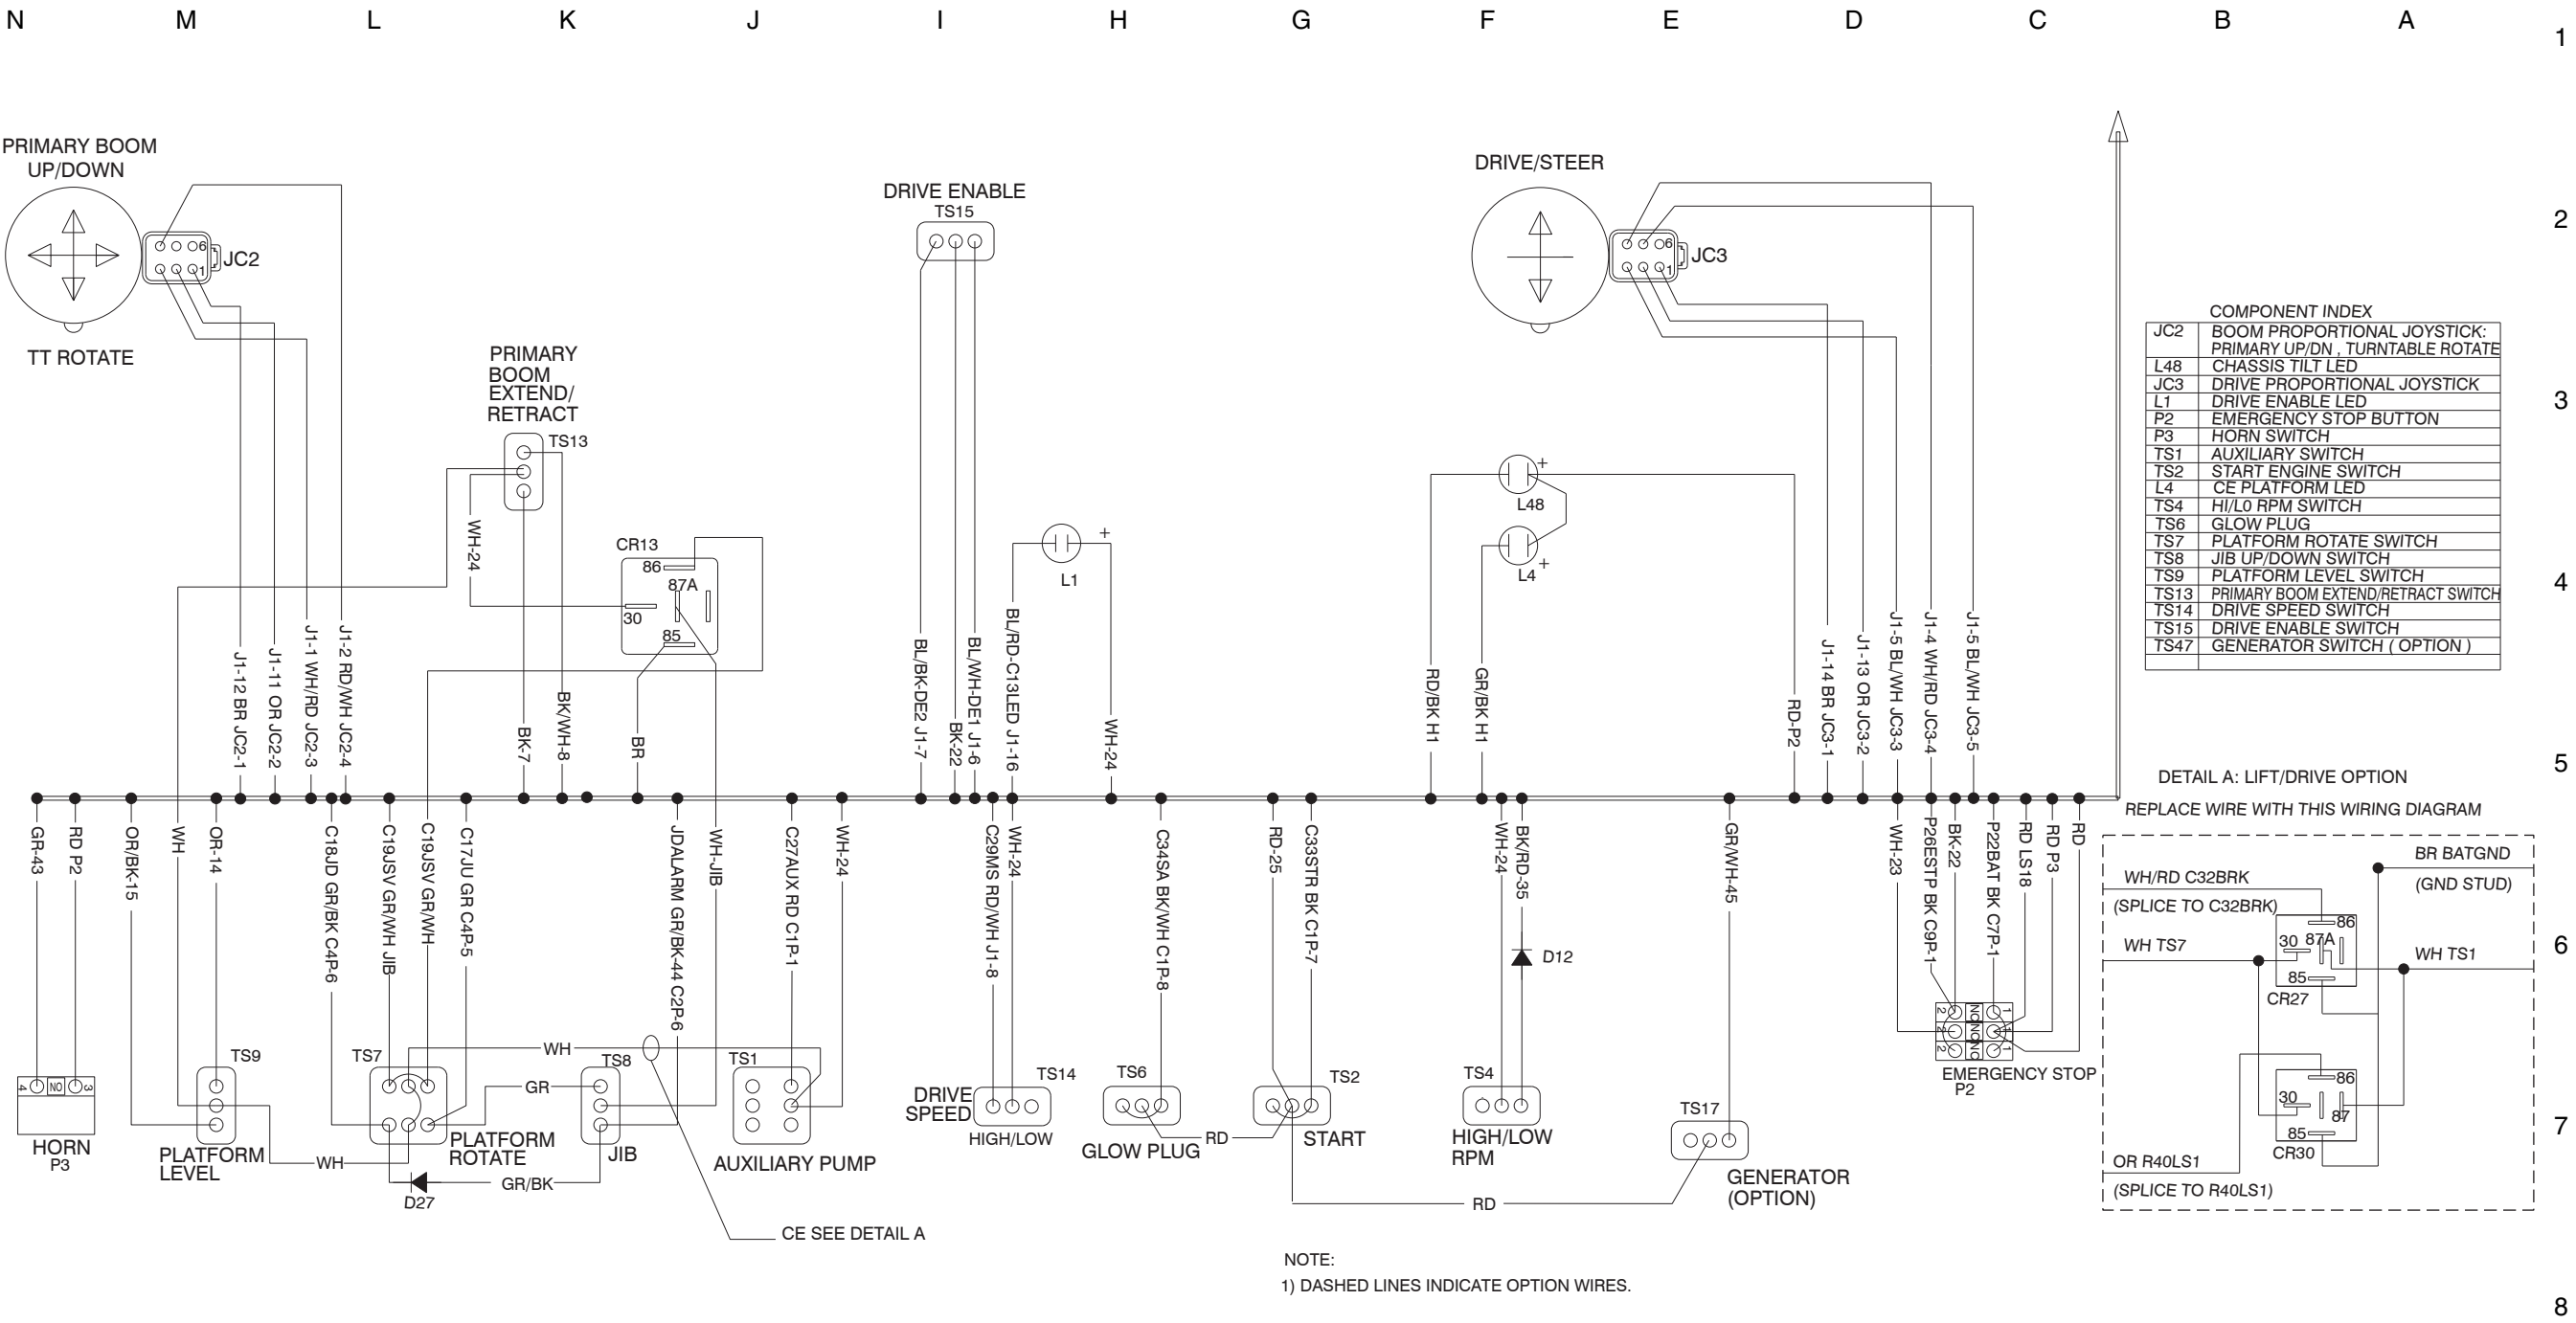 N M L K J I H G F E D C B A
1
2
3
4
5
6
7
8
PRIMARY BOOM
UP/DOWN
6
1
JC2
TT ROTATE
PRIMARY
BOOM
EXTEND/
RETRACT
TS13
WH-24
CR13
86
87A
30
85
DRIVE ENABLE
TS15
L1
+
DRIVE/STEER
6
1
JC3
+
L48
L4
+
J1-12 BR JC2-1
J1-11 OR JC2-2
J1-1 WH/RD JC2-3
J1-2 RD/WH JC2-4
BK-7
BK/WH-8
BR
BL/BK-DE2 J1-7
BK-22
BL/WH-DE1 J1-6
BL/RD-C13LED J1-16
WH-24
RD/BK H1
GR/BK H1
RD-P2
J1-14 BR JC3-1
J1-13 OR JC3-2
J1-5 BL/WH JC3-3
J1-4 WH/RD JC3-4
J1-5 BL/WH JC3-5
COMPONENT INDEX
JC2 BOOM PROPORTIONAL JOYSTICK:
PRIMARY UP/DN , TURNTABLE ROTATE
L48 CHASSIS TILT LED
JC3 DRIVE PROPORTIONAL JOYSTICK
L1 DRIVE ENABLE LED
P2 EMERGENCY STOP BUTTON
P3 HORN SWITCH
TS1 AUXILIARY SWITCH
TS2 START ENGINE SWITCH
L4 CE PLATFORM LED
TS4 HI/L0 RPM SWITCH
TS6 GLOW PLUG
TS7 PLATFORM ROTATE SWITCH
TS8 JIB UP/DOWN SWITCH
TS9 PLATFORM LEVEL SWITCH
TS13 PRIMARY BOOM EXTEND/RETRACT SWITCH
TS14 DRIVE SPEED SWITCH
TS15 DRIVE ENABLE SWITCH
TS47 GENERATOR SWITCH ( OPTION )
GR-43
RD P2
OR/BK-15
WH
OR-14
C18JD GR/BK C4P-6
C19JSV GR/WH JIB
C19JSV GR/WH
C17JU GR C4P-5
JDALARM GR/BK-44 C2P-6
WH-JIB
C27AUX RD C1P-1
WH-24
C29MS RD/WH J1-8
WH-24
C34SA BK/WH C1P-8
RD-25
C33STR BK C1P-7
WH-24
BK/RD-35
GR/WH-45
WH-23
P26ESTP BK C9P-1
BK-22
P22BAT BK C7P-1
RD LS18
RD P3
RD
D12
4 NO 3
HORN
P3
TS9
PLATFORM
LEVEL
WH
TS7
PLATFORM
ROTATE
D27
WH
GR
GR/BK
TS8
JIB
TS1
AUXILIARY PUMP
CE SEE DETAIL A
DRIVE
SPEED
TS14
HIGH/LOW
TS6
GLOW PLUG
RD
TS2
START
RD
TS4
HIGH/LOW
RPM
TS17
GENERATOR
(OPTION)
2 NO 1
2 NO
2 NC 1
EMERGENCY STOP
P2
DETAIL A: LIFT/DRIVE OPTION
REPLACE WIRE WITH THIS WIRING DIAGRAM
BR BATGND
(GND STUD)
WH/RD C32BRK
(SPLICE TO C32BRK)
86
30 87A
85
CR27
WH TS7
WH TS1
86
30
87
85
CR30
OR R40LS1
(SPLICE TO R40LS1)
NOTE:
1) DASHED LINES INDICATE OPTION WIRES.